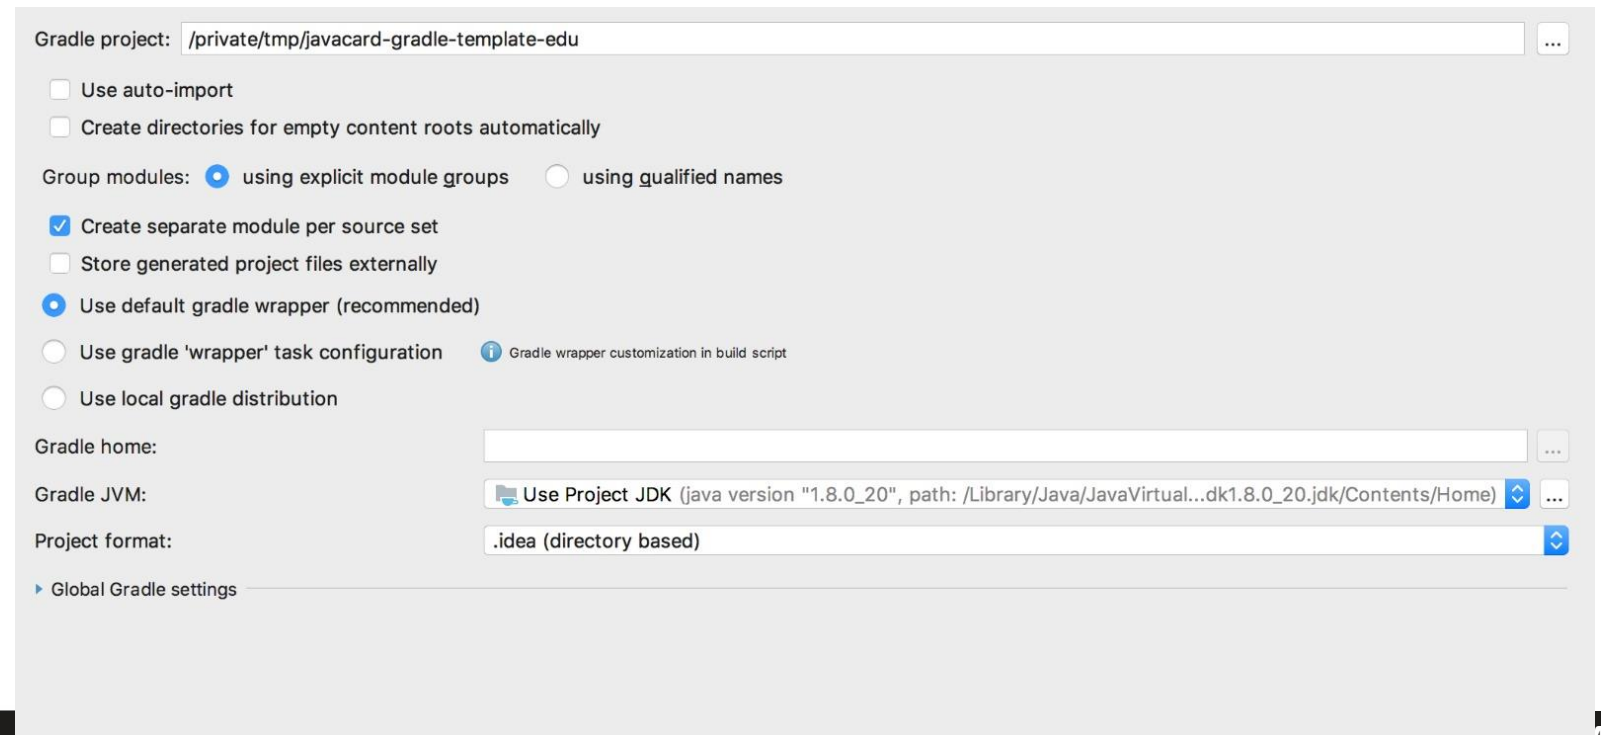 Gradle project: /private/tmp/javacard-gradle-template-edu ...
Use auto-import
Create directories for empty content roots automatically
Group modules: using explicit module groups using qualified names
Create separate module per source set
Store generated project files externally
Use default gradle wrapper (recommended)
Use gradle 'wrapper' task configuration Gradle wrapper customization in build script
Use local gradle distribution
Gradle home: ...
Gradle JVM: Use Project JDK (java version "1.8.0_20", path: /Library/Java/JavaVirtual...dk1.8.0_20.jdk/Contents/Home) ...
Project format: .idea (directory based)
Global Gradle settings